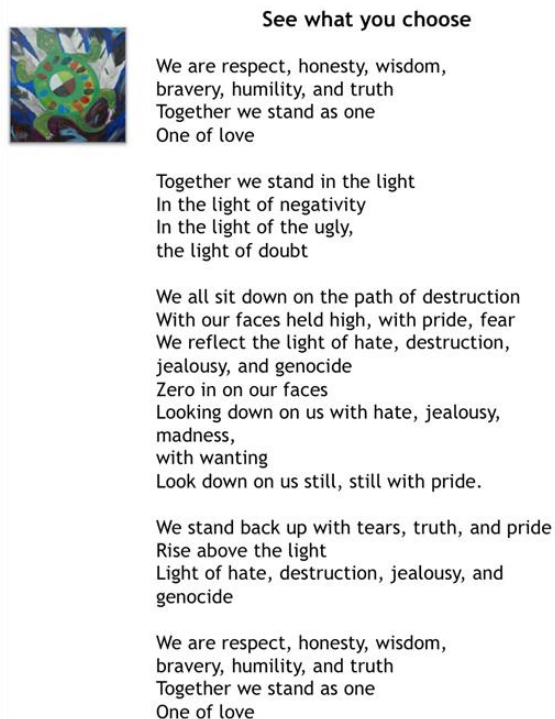 See what you choose
We are respect, honesty, wisdom,
bravery, humility, and truth
Together we stand as one
One of love
Together we stand in the light
In the light of negativity
In the light of the ugly,
the light of doubt
We all sit down on the path of destruction
With our faces held high, with pride, fear
We reflect the light of hate, destruction,
jealousy, and genocide
Zero in on our faces
Looking down on us with hate, jealousy,
madness,
with wanting
Look down on us still, still with pride.
We stand back up with tears, truth, and pride
Rise above the light
Light of hate, destruction, jealousy, and
genocide
We are respect, honesty, wisdom,
bravery, humility, and truth
Together we stand as one
One of love